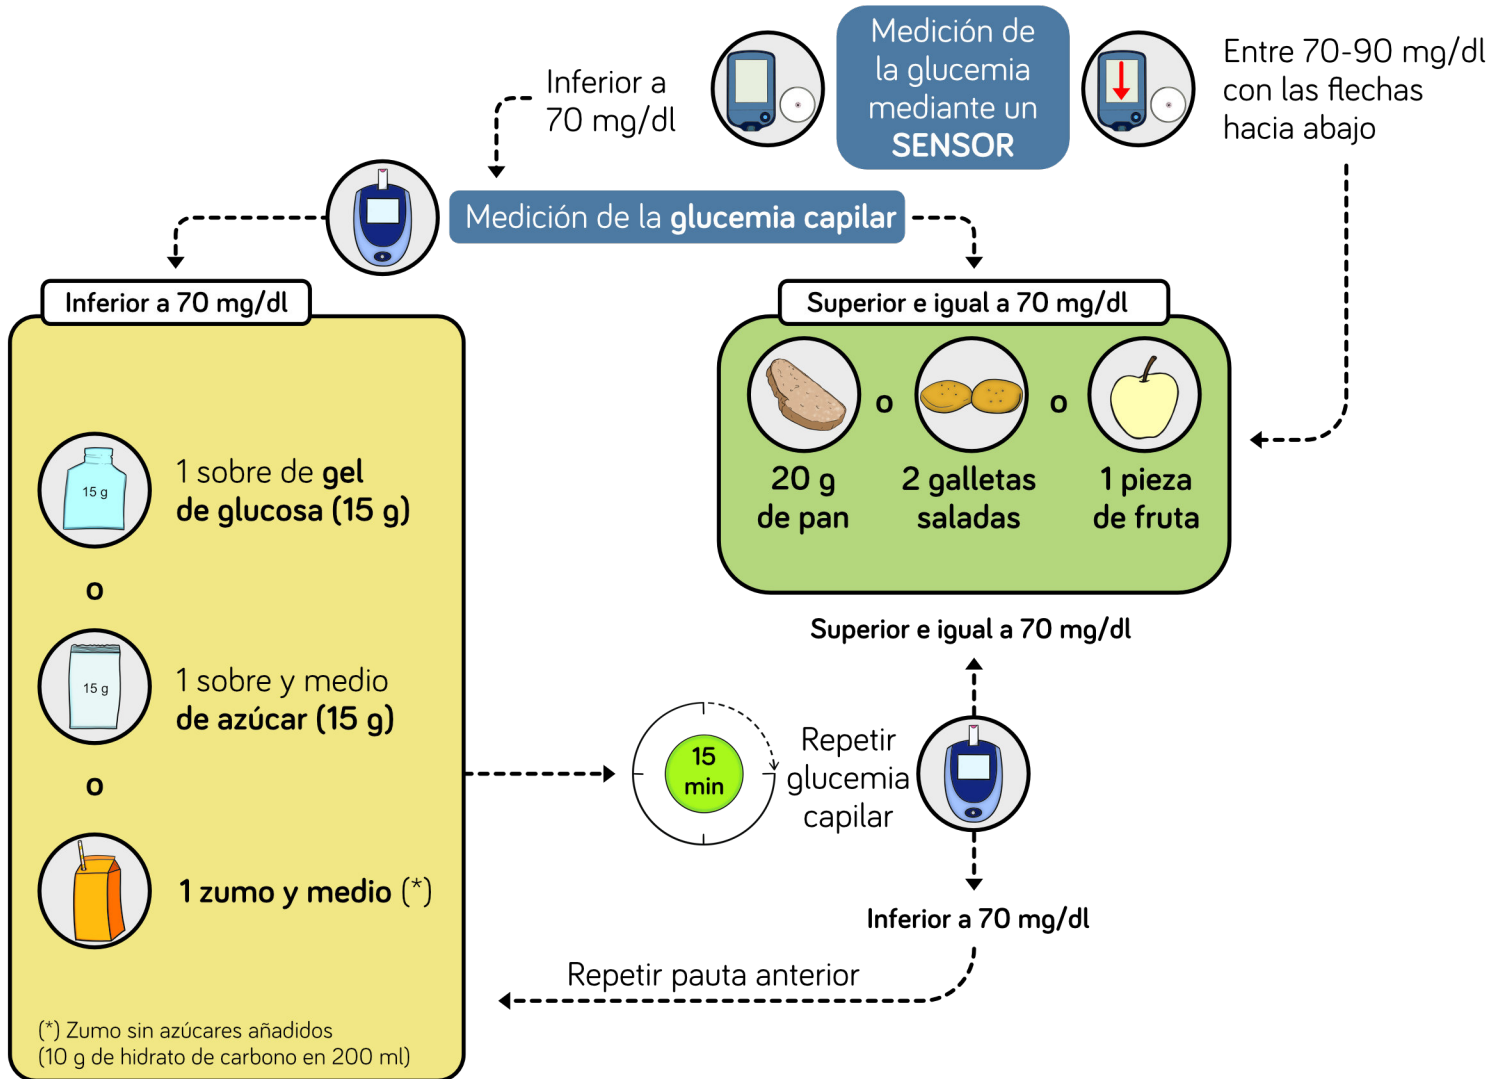 Medición de
la glucemia
mediante un
SENSOR
Inferior a
70 mg/dl
Entre 70-90 mg/dl
con las flechas
hacia abajo
Medición de la glucemia capilar
Inferior a 70 mg/dl
15 g
1 sobre de gel
de glucosa (15 g)
o
15 g
1 sobre y medio
de azúcar (15 g)
o
1 zumo y medio (*)
(*) Zumo sin azúcares añadidos
(10 g de hidrato de carbono en 200 ml)
Superior e igual a 70 mg/dl
o
o
20 g
de pan
2 galletas
saladas
1 pieza
de fruta
Superior e igual a 70 mg/dl
15
min
Repetir
glucemia
capilar
Inferior a 70 mg/dl
Repetir pauta anterior